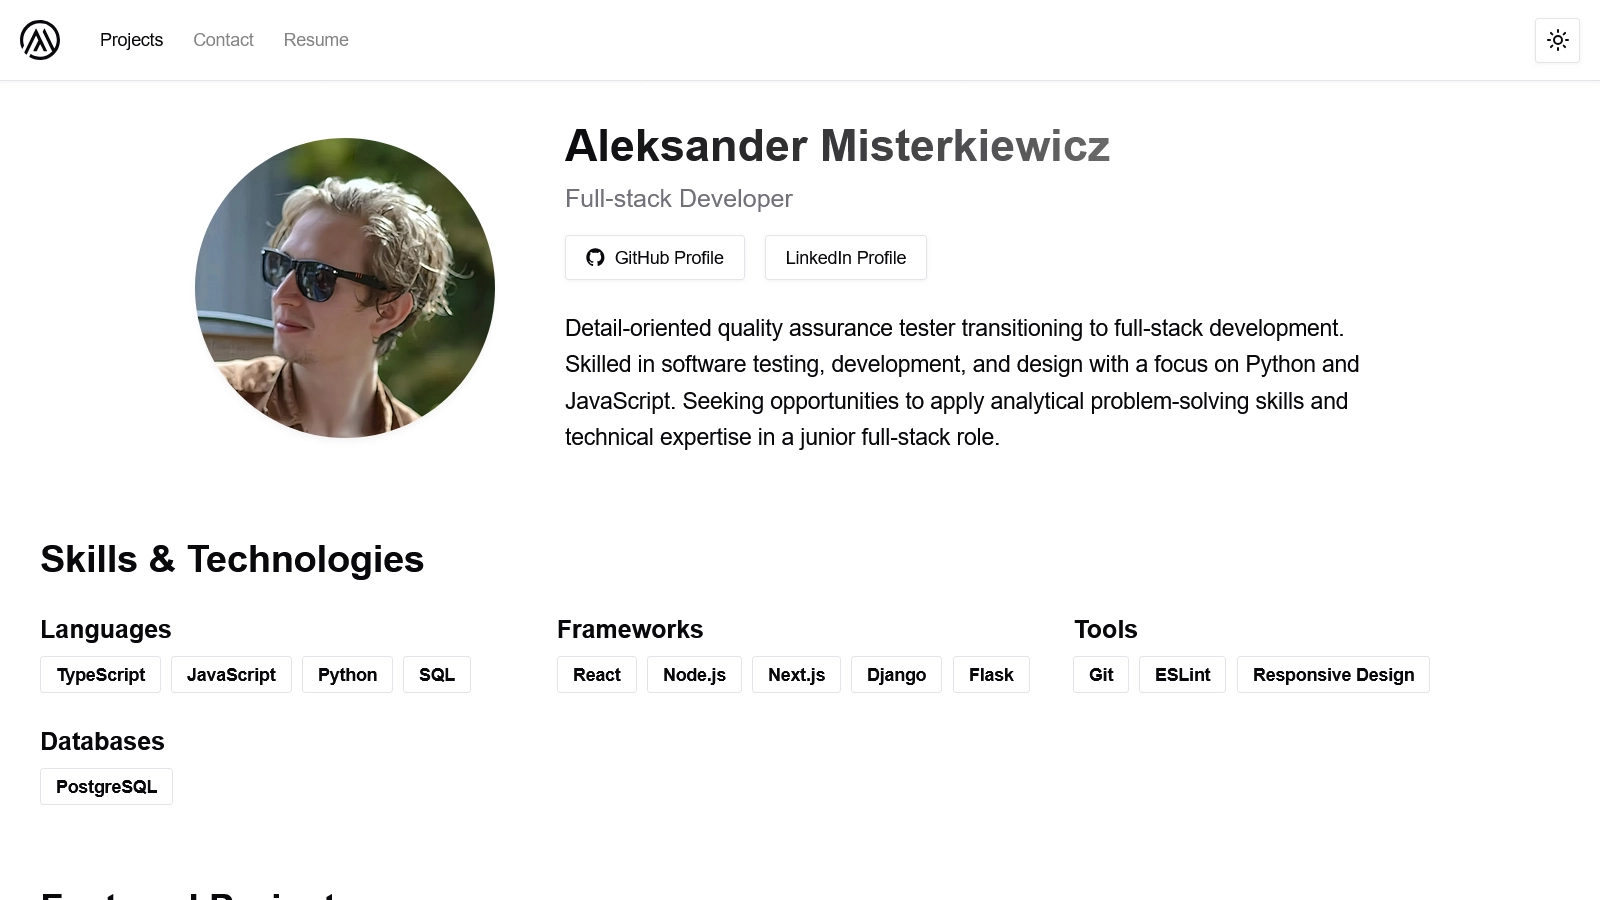 Projects Contact Resume
Aleksander Misterkiewicz
Full-stack Developer
GitHub Profile LinkedIn Profile
Detail-oriented quality assurance tester transitioning to full-stack development.
Skilled in software testing, development, and design with a focus on Python and
JavaScript. Seeking opportunities to apply analytical problem-solving skills and
technical expertise in a junior full-stack role.
Skills & Technologies
Languages
TypeScript JavaScript Python SQL
Frameworks
React Node.js Next.js Django Flask
Tools
Git ESLint Responsive Design
Databases
PostgreSQL